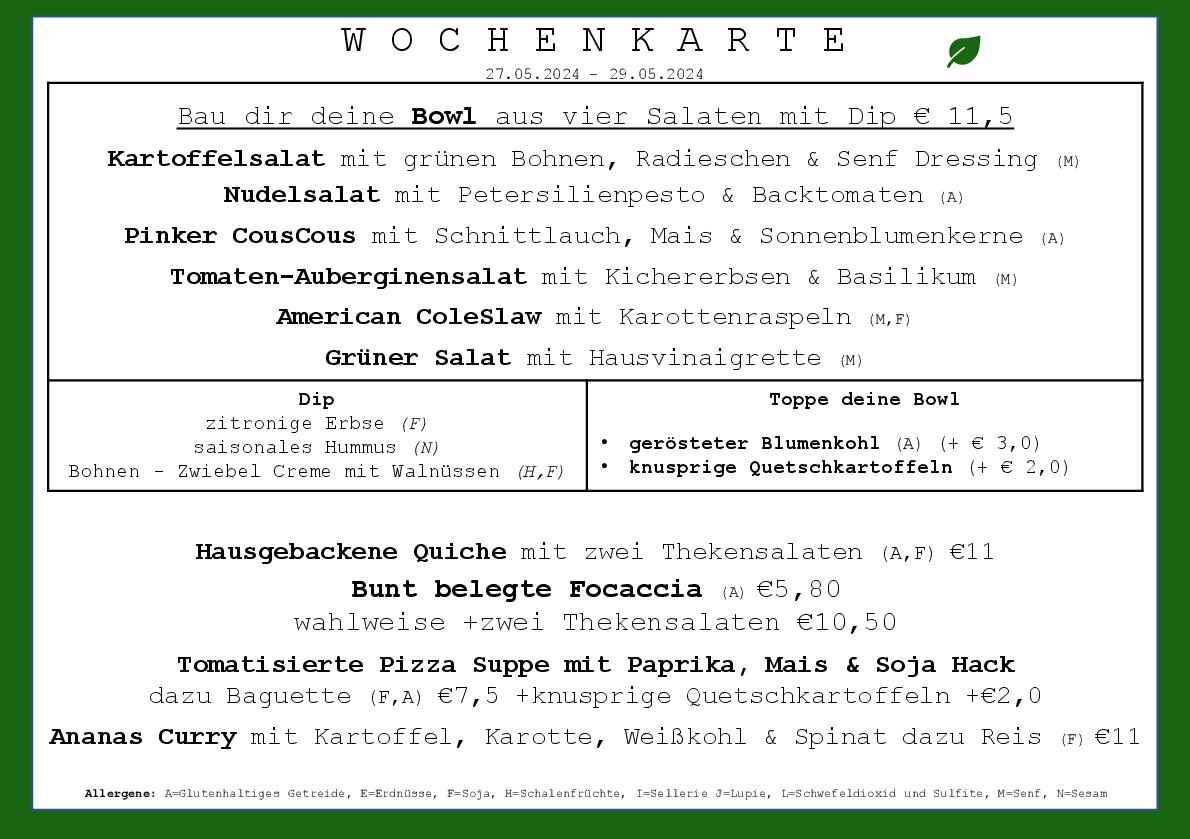 WOCHENKARTE
27.05.2024 – 29.05.2024
Bau dir deine Bowl aus vier Salaten mit Dip € 11,5
Kartoffelsalat mit grünen Bohnen, Radieschen & Senf Dressing (M)
Nudelsalat mit Petersilienpesto & Backtomaten (A)
Pinker CousCous mit Schnittlauch, Mais & Sonnenblumenkerne (A)
Tomaten-Auberginensalat mit Kichererbsen & Basilikum (M)
American ColeSlaw mit Karottenraspeln (M,F)
Grüner Salat mit Hausvinaigrette (M)
Dip
zitronige Erbse (F)
saisonales Hummus (N)
Bohnen - Zwiebel Creme mit Walnüssen (H,F)
Toppe deine Bowl
• gerösteter Blumenkohl (A) (+ € 3,0)
• knusprige Quetschkartoffeln (+ € 2,0)
Hausgebackene Quiche mit zwei Thekensalaten (A,F) €11
Bunt belegte Focaccia (A) €5,80
wahlweise +zwei Thekensalaten €10,50
Tomatisierte Pizza Suppe mit Paprika, Mais & Soja Hack
dazu Baguette (F,A) €7,5 +knusprige Quetschkartoffeln +€2,0
Ananas Curry mit Kartoffel, Karotte, Weißkohl & Spinat dazu Reis (F) €11
Allergene: A=Glutenhaltiges Getreide, E=Erdnüsse, F=Soja, H=Schalenfrüchte, I=Sellerie J=Lupie, L=Schwefeldioxid und Sulfite, M=Senf, N=Sesam